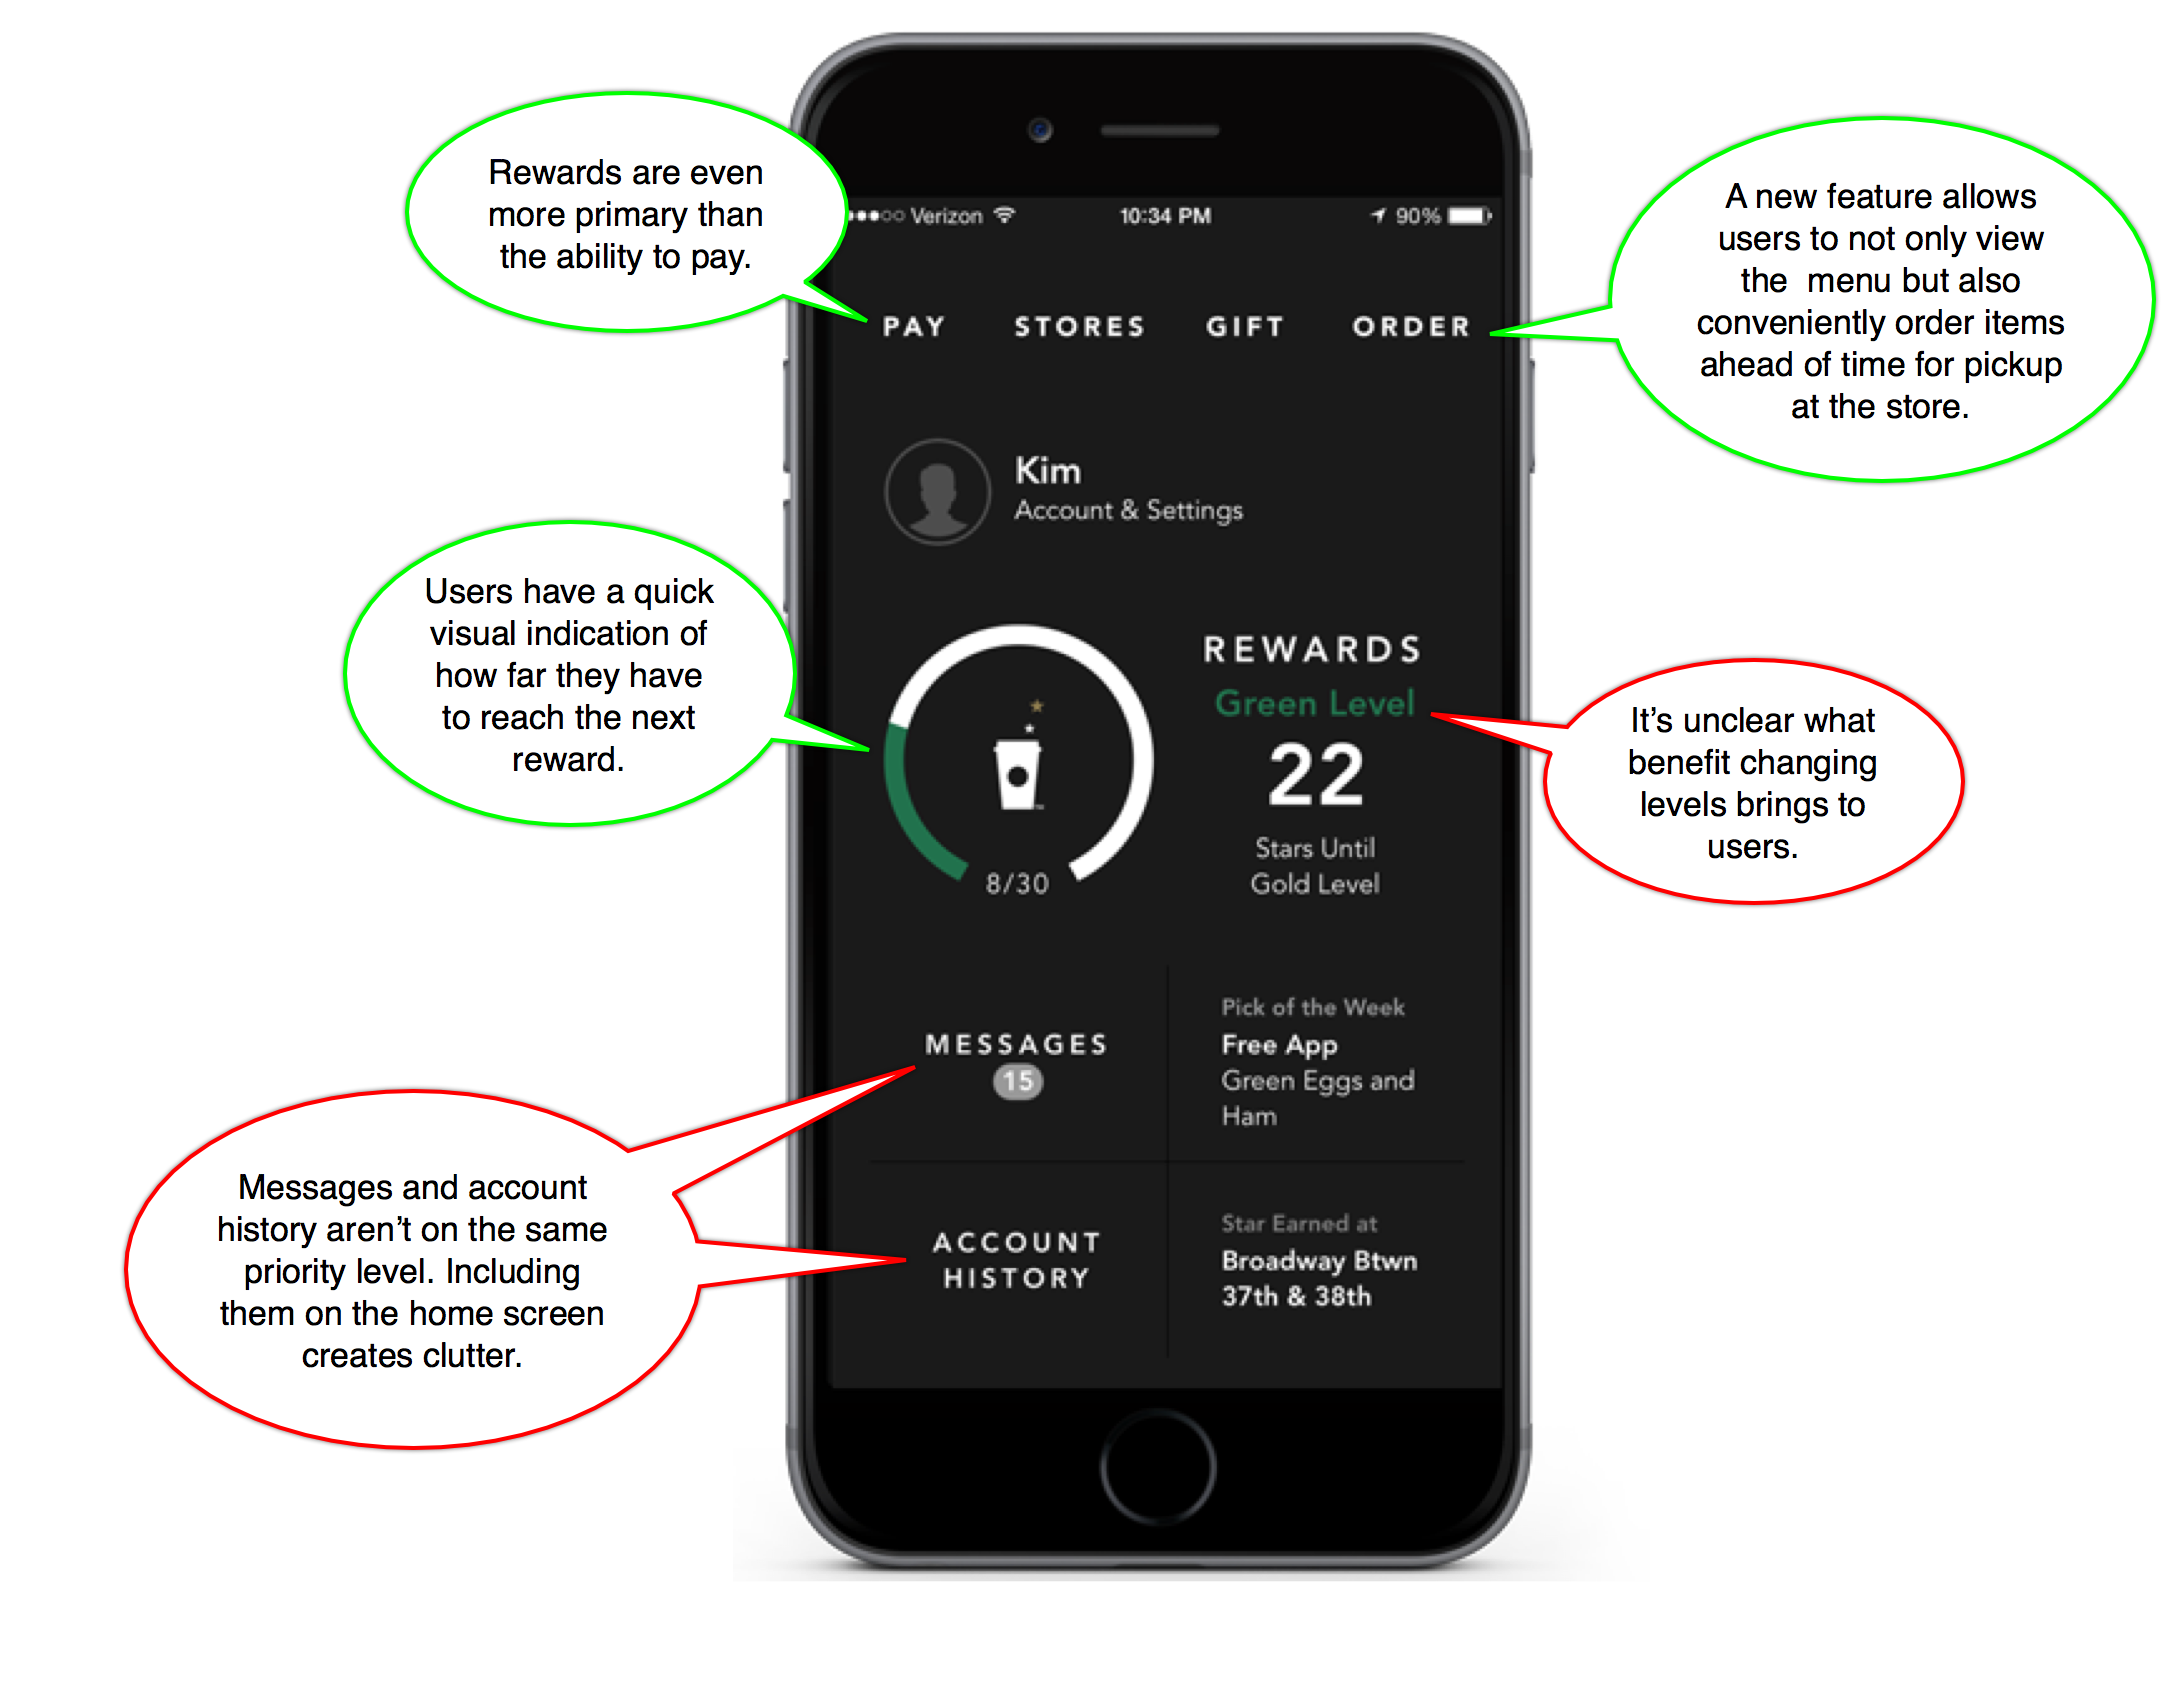 Rewards are even
more primary than
the ability to pay.
A new feature allows
users to not only view
the menu but also
conveniently order items
ahead of time for pickup
at the store.
Verizon 10:34 PM 90%
PAY STORES GIFT ORDER
Kim
Account & Settings
Users have a quick
visual indication of
how far they have
to reach the next
reward.
8/30
REWARDS
Green Level
22
Stars Until
Gold Level
It’s unclear what
benefit changing
levels brings to
users.
MESSAGES
15
Pick of the Week
Free App
Green Eggs and
Ham
Messages and account
history aren’t on the same
priority level. Including
them on the home screen
creates clutter.
ACCOUNT
HISTORY
Star Earned at
Broadway Btwn
37th & 38th